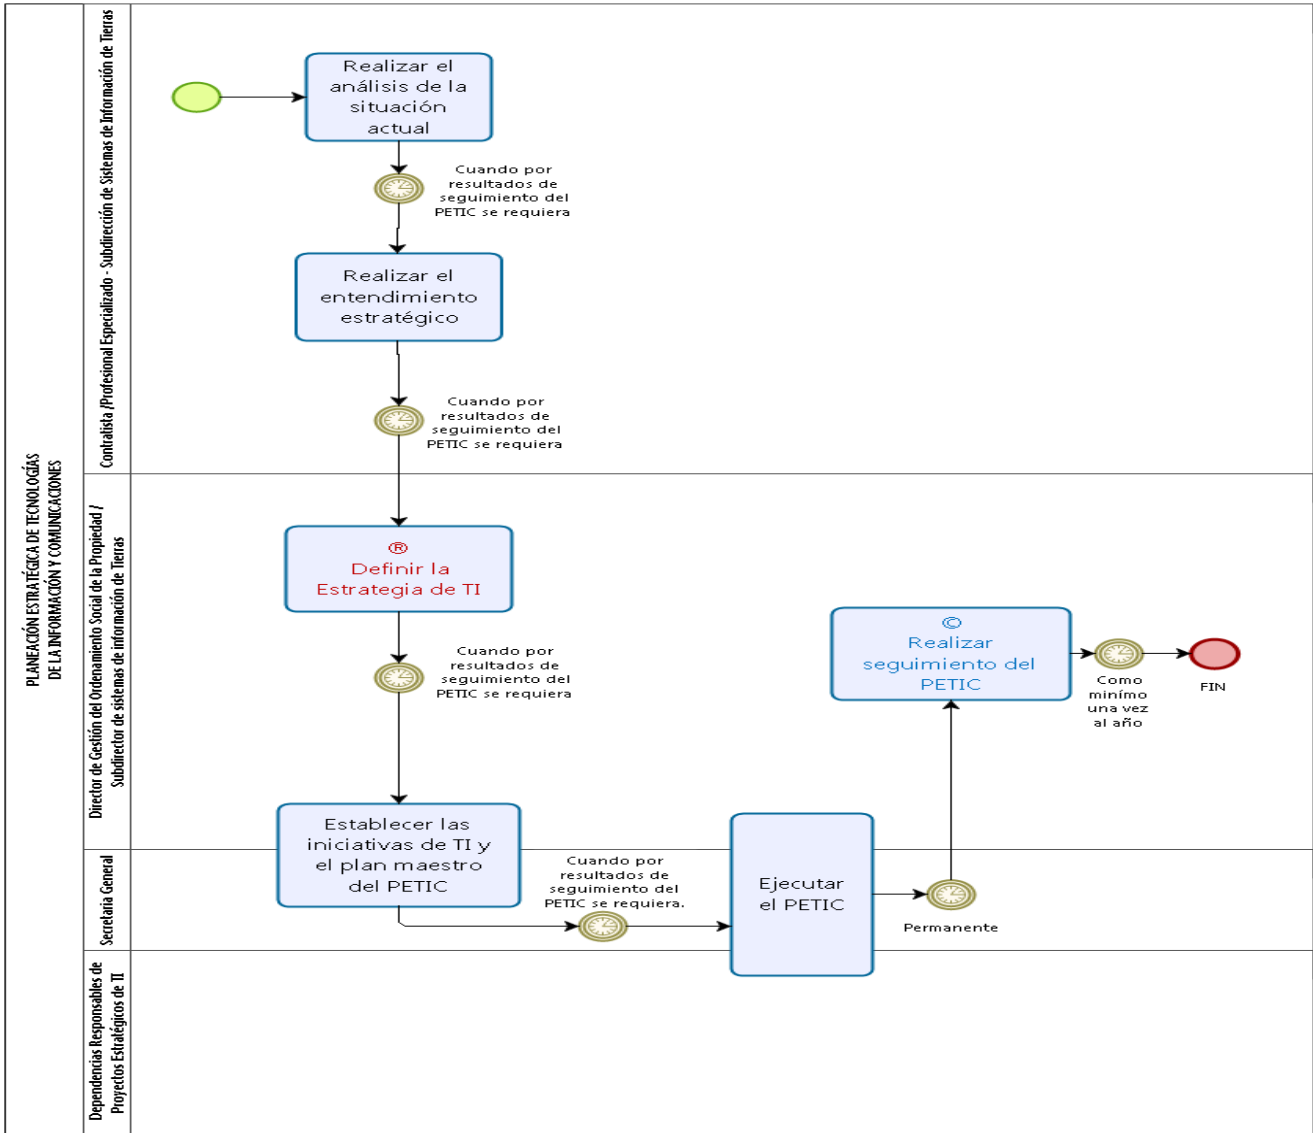 PLANEACIÓN ESTRATÉGICA DE TECNOLOGÍAS
DE LA INFORMACIÓN Y COMUNICACIONES
Contratista /Profesional Especializado - Subdirección de Sistemas de Información de Tierras
Realizar el
análisis de la
situación
actual
Cuando por
resultados de
seguimiento del
PETIC se requiera
Realizar el
entendimiento
estratégico
Cuando por
resultados de
seguimiento del
PETIC se requiera
Director de Gestión del Ordenamiento Social de la Propiedad /
Subdirector de sistemas de información de Tierras
®
Definir la
Estrategia de TI
Cuando por
resultados de
seguimiento del
PETIC se requiera
©
Realizar
seguimiento del
PETIC
Como
minímo
una vez
al año
FIN
Establecer las
iniciativas de TI y
el plan maestro
del PETIC
Secretaria General
Cuando por
resultados de
seguimiento del
PETIC se requiera.
Ejecutar
el PETIC
Permanente
Dependencias Responsables de
Proyectos Estratégicos de TI